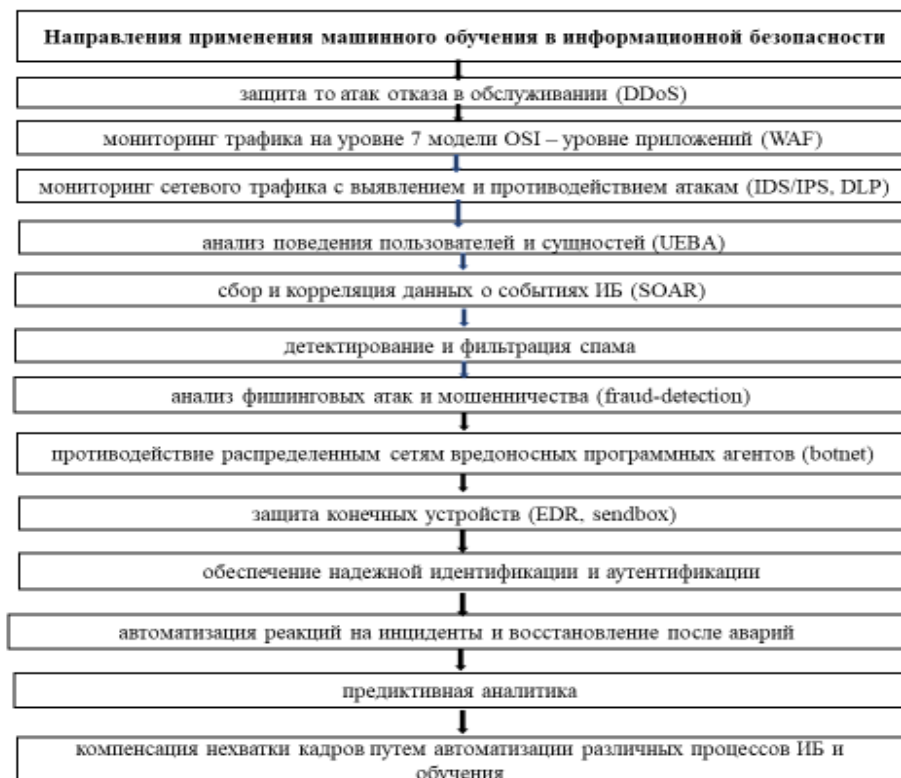 Направления применения машинного обучения в информационной безопасности
защита то атак отказа в обслуживании (DDoS)
мониторинг трафика на уровне 7 модели OSI – уровне приложений (WAF)
мониторинг сетевого трафика с выявлением и противодействием атакам (IDS/IPS, DLP)
анализ поведения пользователей и сущностей (UEBA)
сбор и корреляция данных о событиях ИБ (SOAR)
детектирование и фильтрация спама
анализ фишинговых атак и мошенничества (fraud-detection)
противодействие распределенным сетям вредоносных программных агентов (botnet)
защита конечных устройств (EDR, sendbox)
обеспечение надежной идентификации и аутентификации
автоматизация реакций на инциденты и восстановление после аварий
предиктивная аналитика
компенсация нехватки кадров путем автоматизации различных процессов ИБ и
обучения